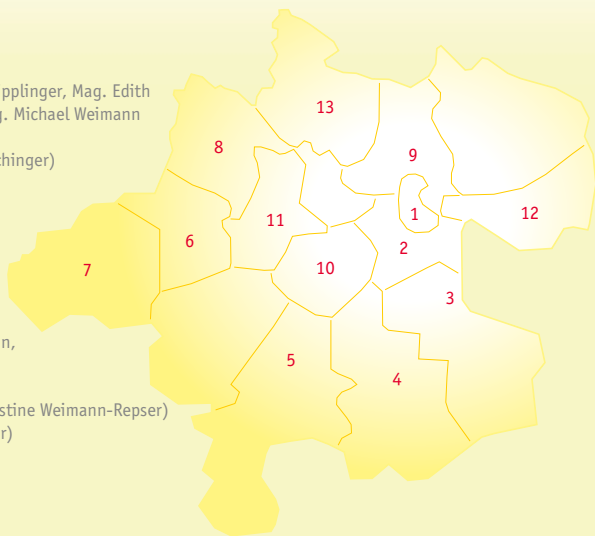 pplinger, Mag. Edith
g. Michael Weimann
chinger)
n,
stine Weimann-Repser)
r)
13
8
9
11
1
12
6
2
7
10
3
5
4